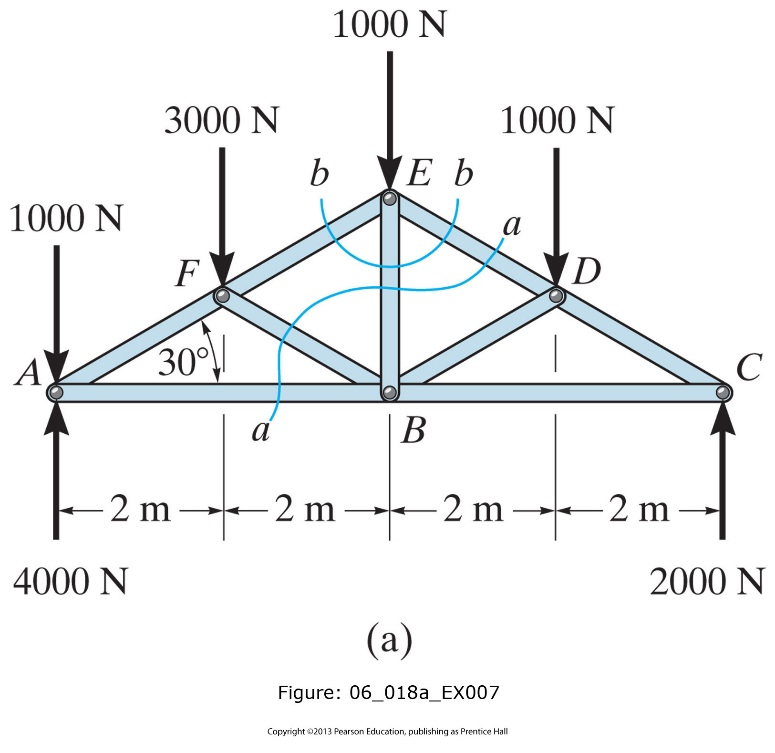 1000 N
3000 N
1000 N
b
E
b
1000 N
a
F
D
A
30°
C
a
B
2 m
2 m
2 m
2 m
4000 N
2000 N
(a)
Figure: 06_018a_EX007
Copyright ©2013 Pearson Education, publishing as Prentice Hall